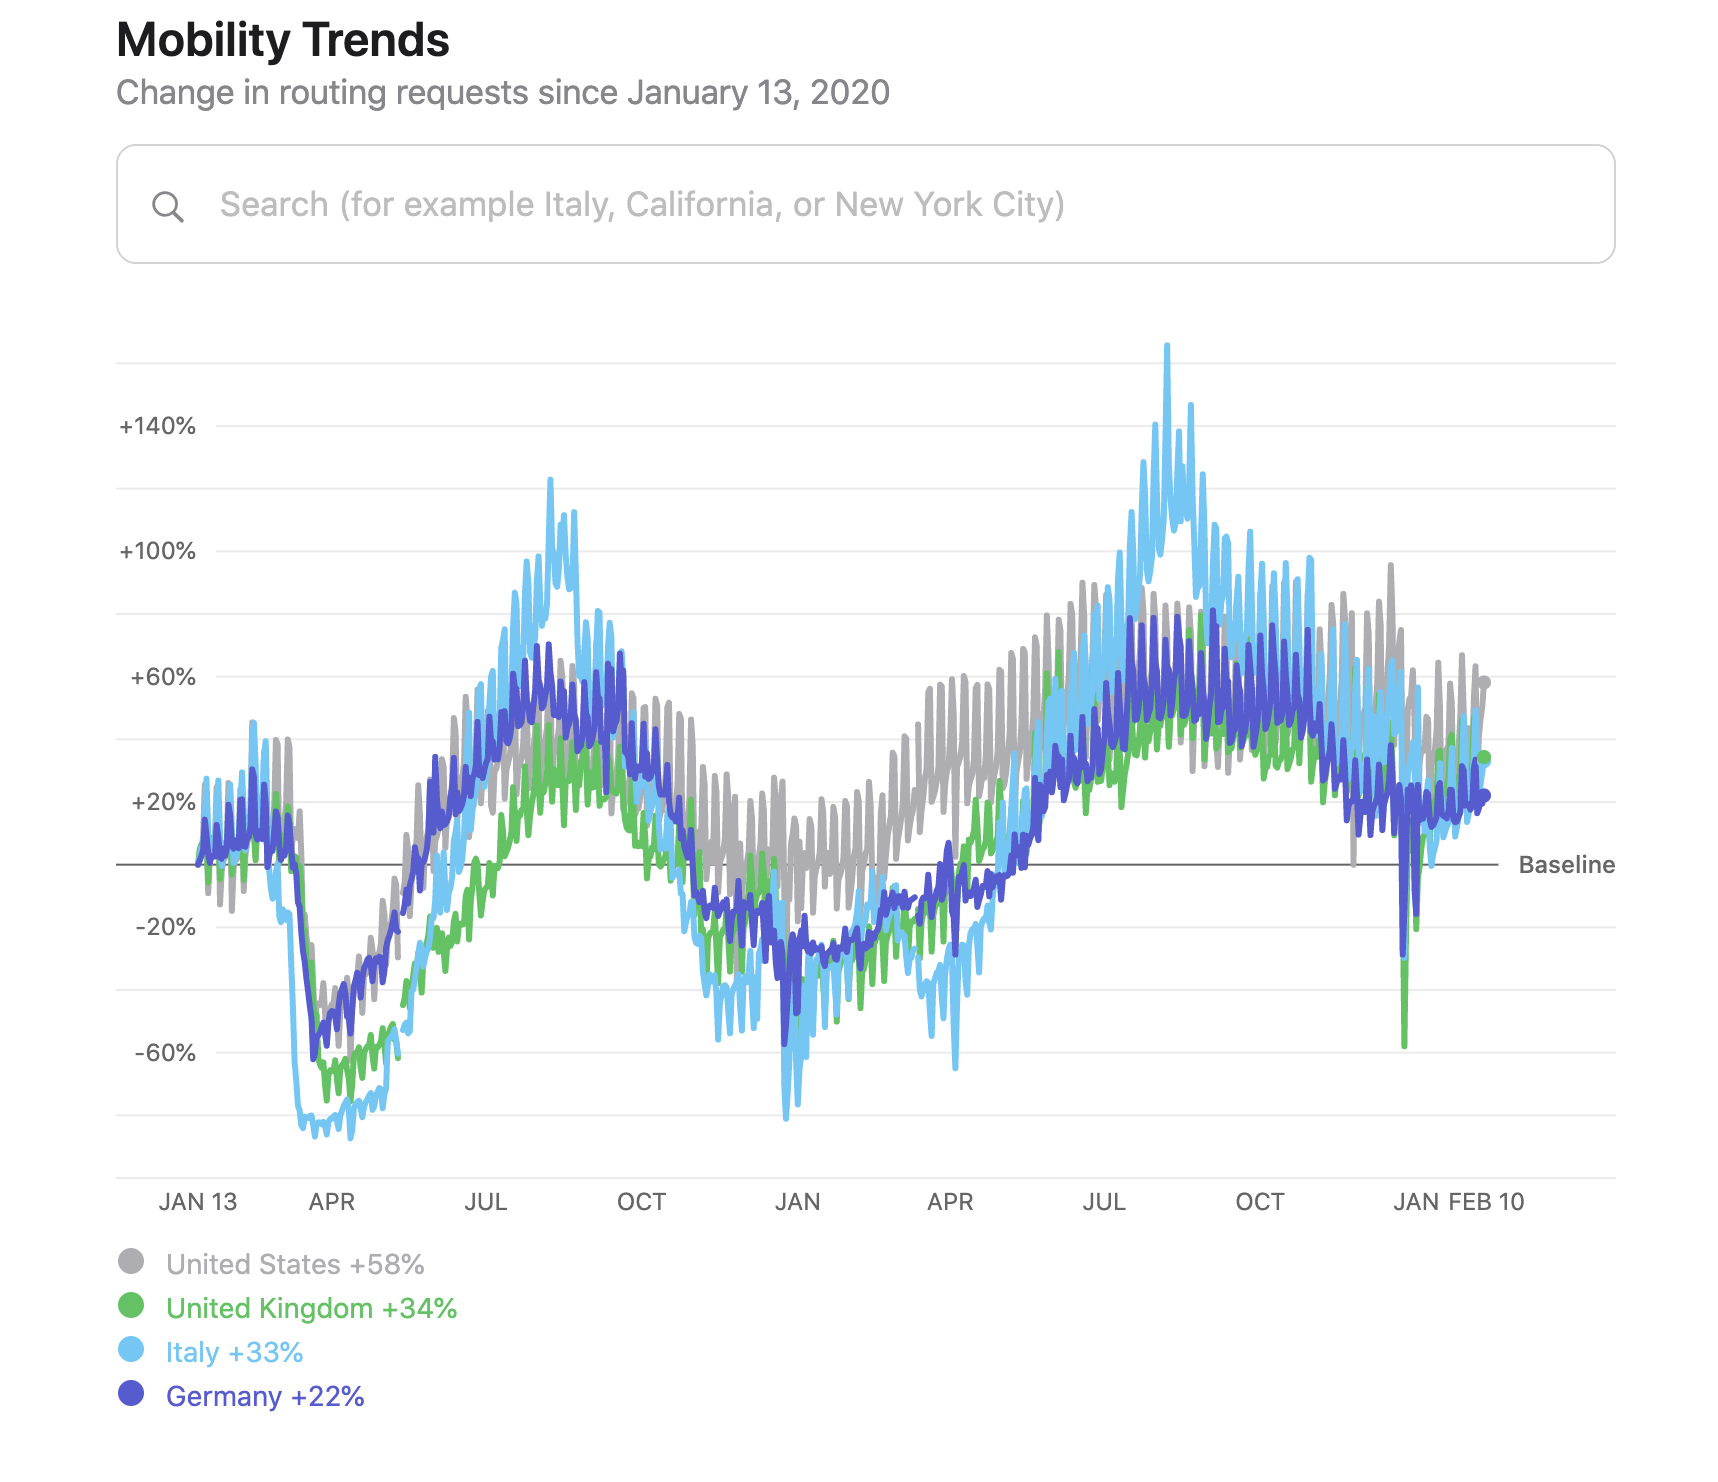 Mobility Trends
Change in routing requests since January 13, 2020
Search (for example Italy, California, or New York City)
+140%
+100%
+60%
+20%
Baseline
-20%
-60%
JAN 13 APR JUL OCT JAN APR JUL OCT JAN FEB 10
United States +58%
United Kingdom +34%
Italy +33%
Germany +22%